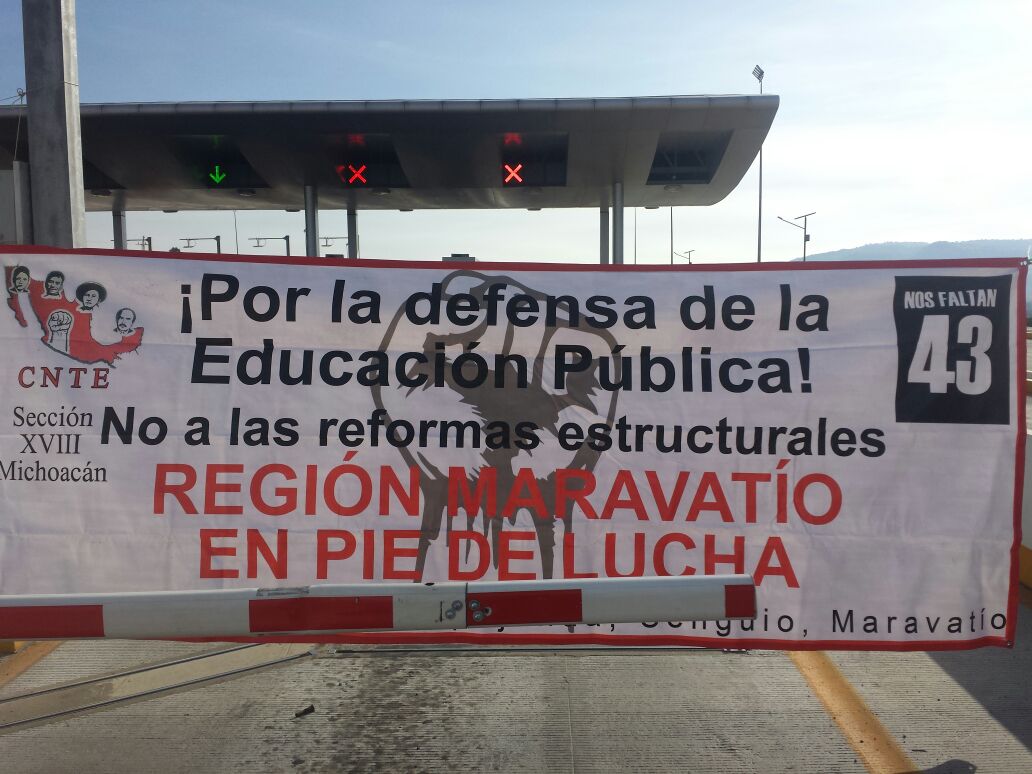 ¡Por la defensa de la
Educación Pública!
No a las reformas estructurales
REGIÓN MARAVATÍO
EN PIE DE LUCHA
Senguio, Maravatío
CNTE
Sección
XVIII
Michoacán
NOS FALTAN
43